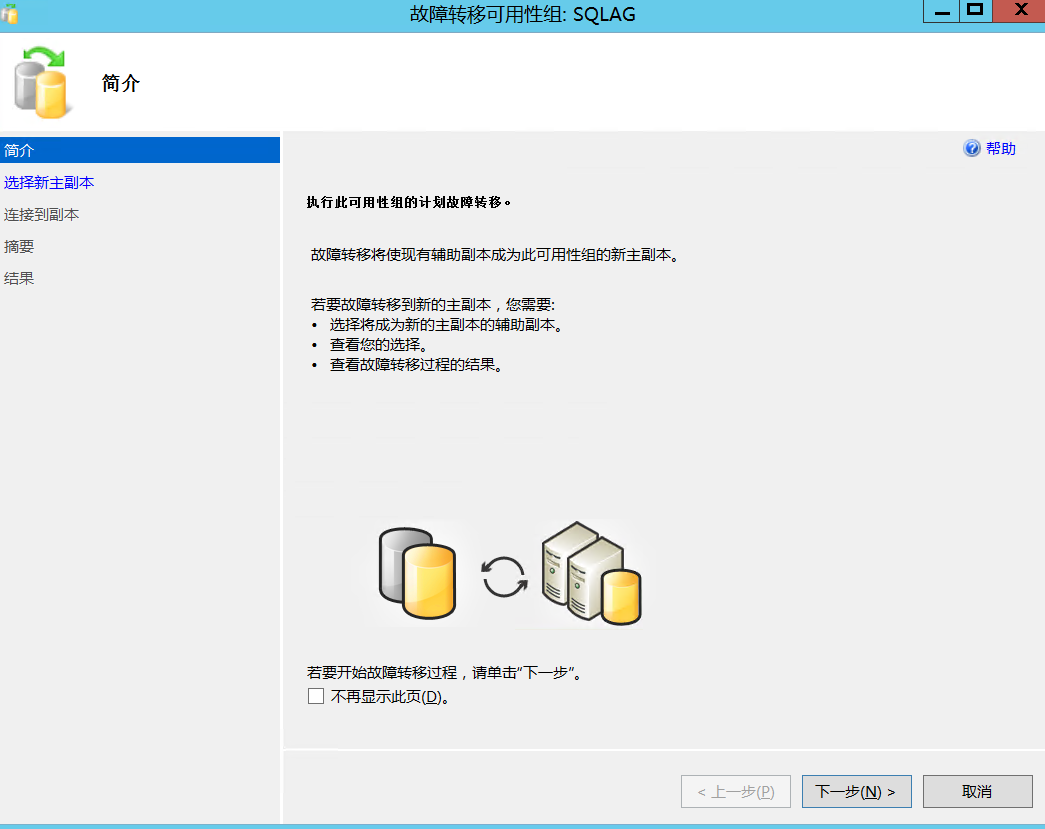 故障转移可用性组: SQLAG
简介
简介
选择新主副本
连接到副本
摘要
结果
帮助
执行此可用性组的计划故障转移。
故障转移将使现有辅助副本成为此可用性组的新主副本。
若要故障转移到新的主副本，您需要:
• 选择将成为新的主副本的辅助副本。
• 查看您的选择。
• 查看故障转移过程的结果。
若要开始故障转移过程，请单击“下一步”。
不再显示此页(D)。
< 上一步(P)
下一步(N) >
取消